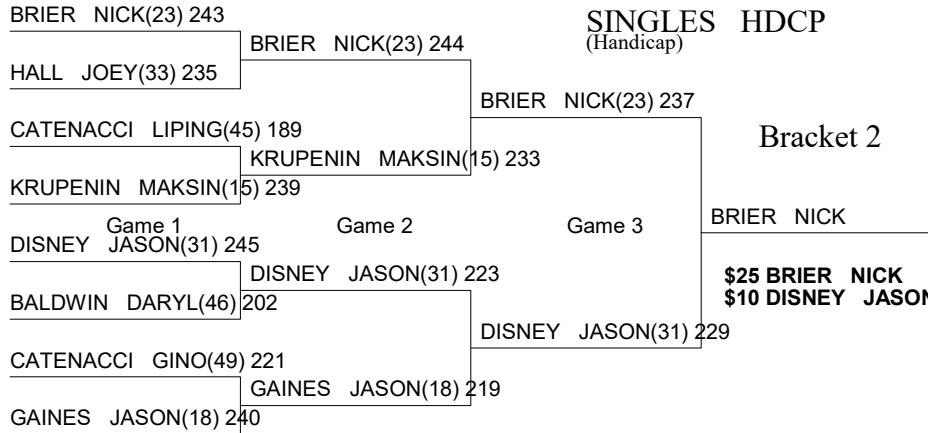 BRIER NICK(23) 243
SINGLES HDCP
(Handicap)
BRIER NICK(23) 244
HALL JOEY(33) 235
BRIER NICK(23) 237
CATENACCI LIPING(45) 189
Bracket 2
KRUPENIN MAKSIN(15) 233
KRUPENIN MAKSIN(15) 239
Game 1
Game 2
Game 3
BRIER NICK
DISNEY JASON(31) 245
DISNEY JASON(31) 223
$25 BRIER NICK
$10 DISNEY JASON
BALDWIN DARYL(46) 202
DISNEY JASON(31) 229
CATENACCI GINO(49) 221
GAINES JASON(18) 219
GAINES JASON(18) 240